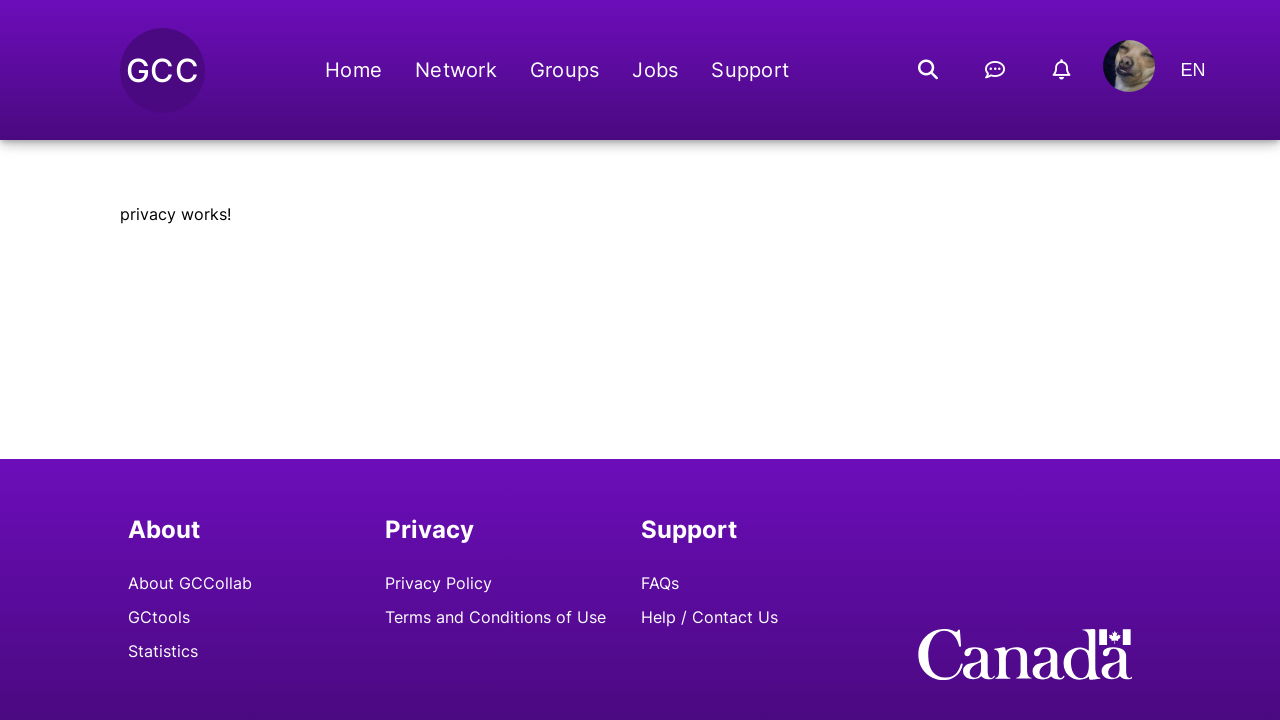 GCC
Home Network Groups Jobs Support
EN
privacy works!
About
About GCCollab
GCtools
Statistics
Privacy
Privacy Policy
Terms and Conditions of Use
Support
FAQs
Help / Contact Us
Canada